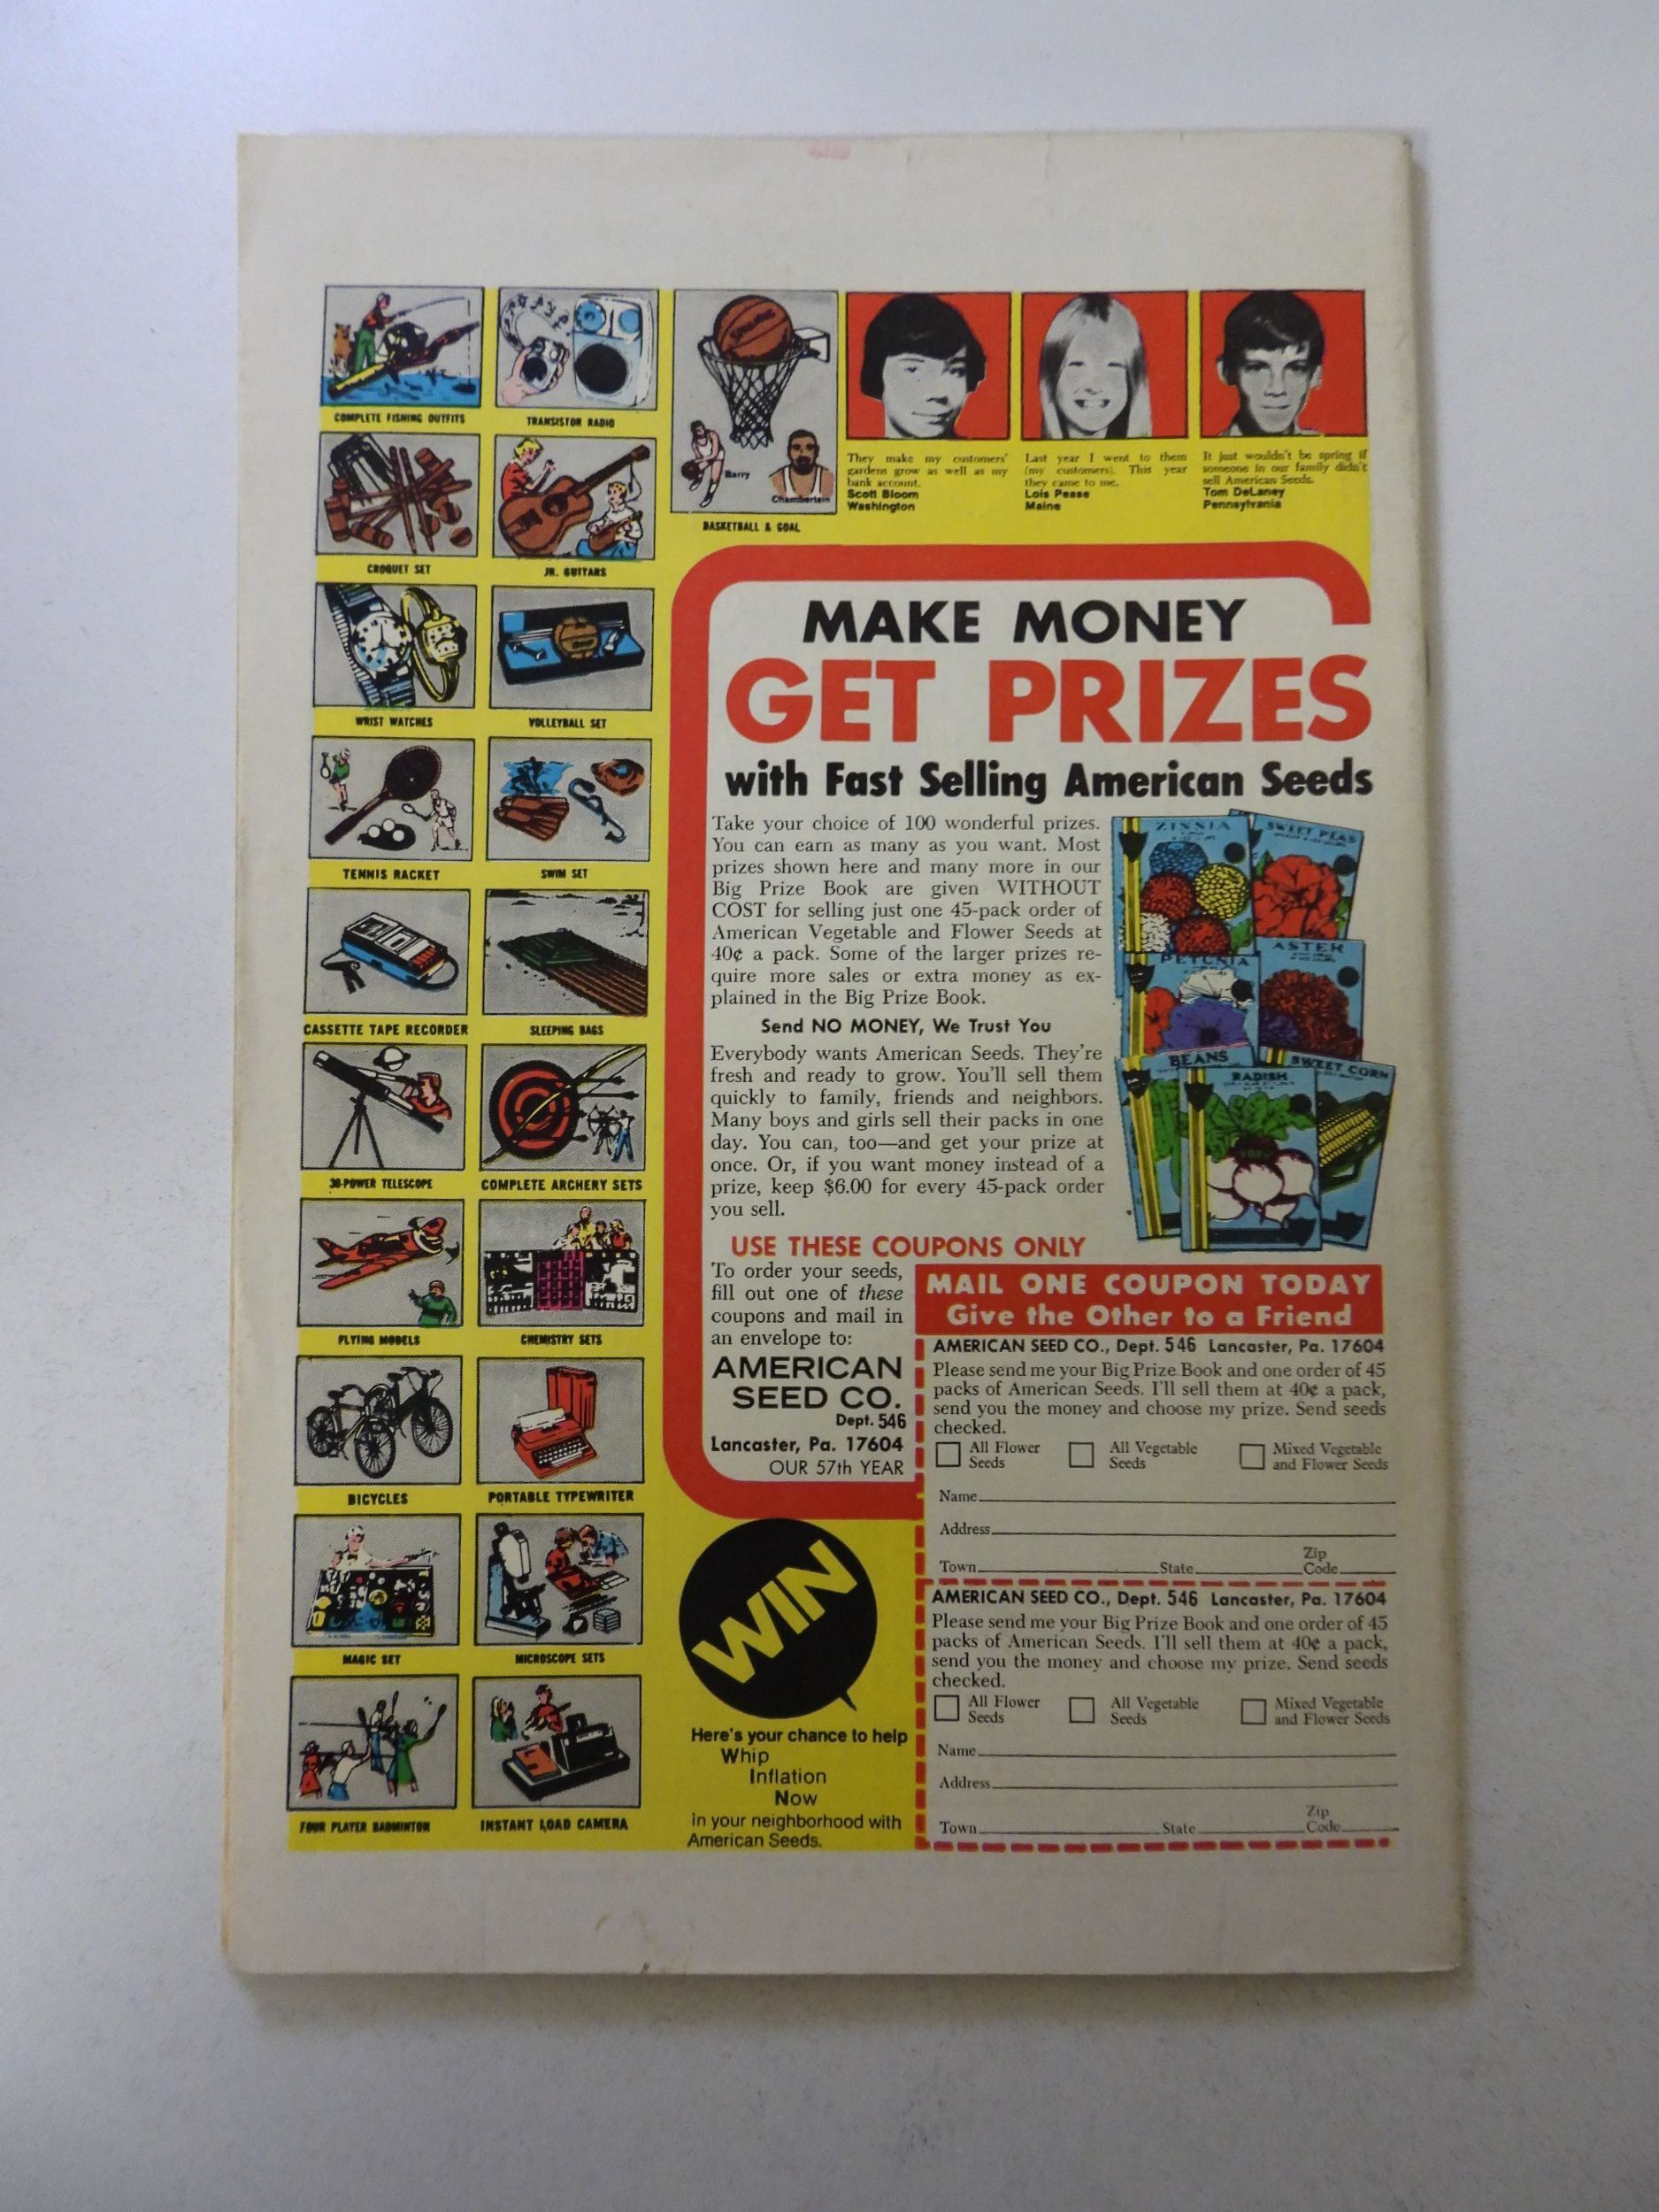 COMPLETE FISHING OUTFITS
TRANSISTOR RADIO
CROQUET SET
JR. GUITARS
WRIST WATCHES
VOLLEYBALL SET
TENNIS RACKET
SWIM SET
CASSETTE TAPE RECORDER
SLEEPING BAGS
30-POWER TELESCOPE
COMPLETE ARCHERY SETS
FLYING MODELS
CHEMISTRY SETS
BICYCLES
PORTABLE TYPEWRITER
MAGIC SET
MICROSCOPE SETS
FOUR PLAYER BADMINTON
INSTANT LOAD CAMERA
Barry
Chamberlain
BASKETBALL & GOAL
They make my customers'
gardens grow as well as my
bank account.
Scott Bloom
Washington
Last year I went to them
(my customers). This year
they came to me.
Lois Pease
Maine
It just wouldn't be spring if
someone in our family didn't
sell American Seeds.
Tom DeLaney
Pennsylvania
MAKE MONEY
GET PRIZES
with Fast Selling American Seeds
Take your choice of 100 wonderful prizes.
You can earn as many as you want. Most
prizes shown here and many more in our
Big Prize Book are given WITHOUT
COST for selling just one 45-pack order of
American Vegetable and Flower Seeds at
40¢ a pack. Some of the larger prizes re-
quire more sales or extra money as ex-
plained in the Big Prize Book.
Send NO MONEY, We Trust You
Everybody wants American Seeds. They're
fresh and ready to grow. You'll sell them
quickly to family, friends and neighbors.
Many boys and girls sell their packs in one
day. You can, too—and get your prize at
once. Or, if you want money instead of a
prize, keep $6.00 for every 45-pack order
you sell.
ZINNIA
SWEET PEAS
PETUNIA
ASTER
BEANS
RADISH
SWEET CORN
USE THESE COUPONS ONLY
To order your seeds,
fill out one of these
coupons and mail in
an envelope to:
AMERICAN
SEED CO.
Dept. 546
Lancaster, Pa. 17604
OUR 57th YEAR
WIN
Here's your chance to help
Whip
Inflation
Now
in your neighborhood with
American Seeds.
MAIL ONE COUPON TODAY
Give the Other to a Friend
AMERICAN SEED CO., Dept. 546 Lancaster, Pa. 17604
Please send me your Big Prize Book and one order of 45
packs of American Seeds. I'll sell them at 40¢ a pack,
send you the money and choose my prize. Send seeds
checked.
All Flower Seeds All Vegetable Seeds Mixed Vegetable and Flower Seeds
Name
Address
Town State Zip Code
AMERICAN SEED CO., Dept. 546 Lancaster, Pa. 17604
Please send me your Big Prize Book and one order of 45
packs of American Seeds. I'll sell them at 40¢ a pack,
send you the money and choose my prize. Send seeds
checked.
All Flower Seeds All Vegetable Seeds Mixed Vegetable and Flower Seeds
Name
Address
Town State Zip Code